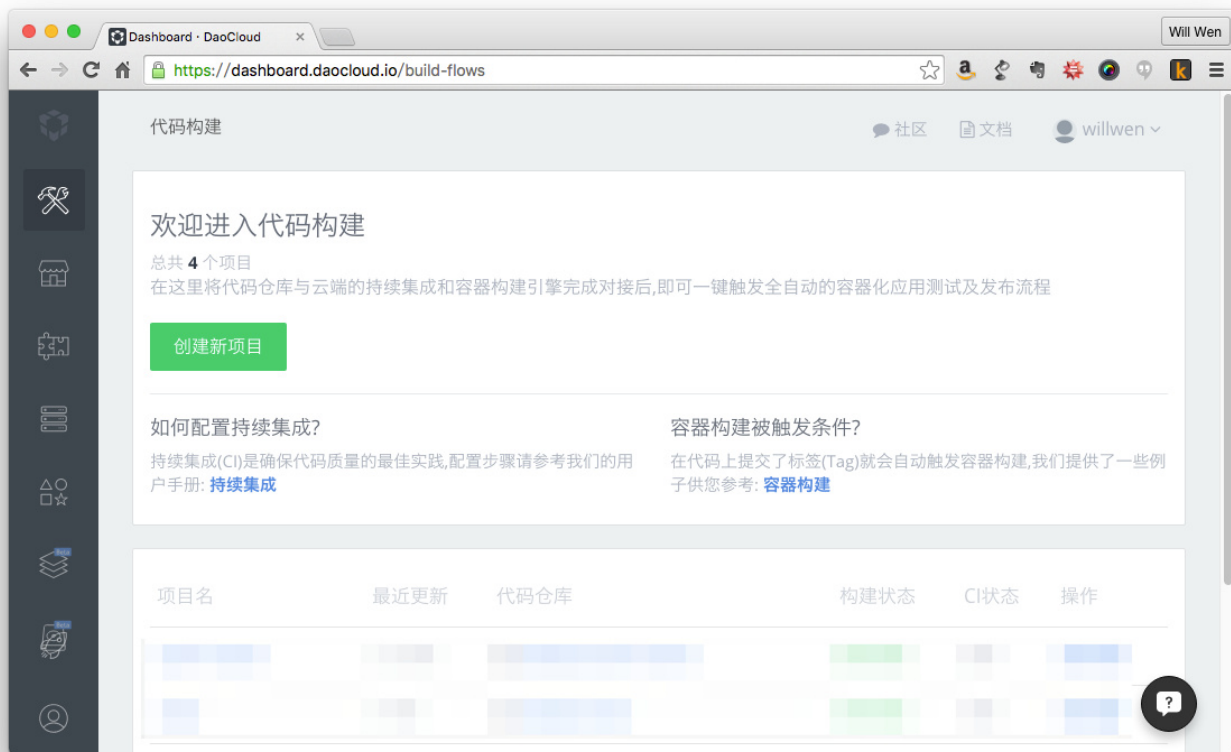 Dashboard · DaoCloud
Will Wen
https://dashboard.daocloud.io/build-flows
代码构建
社区
文档
willwen
欢迎进入代码构建
总共 4 个项目
在这里将代码仓库与云端的持续集成和容器构建引擎完成对接后,即可一键触发全自动的容器化应用测试及发布流程
创建新项目
如何配置持续集成?
持续集成(CI)是确保代码质量的最佳实践,配置步骤请参考我们的用
户手册: 持续集成
容器构建被触发条件?
在代码上提交了标签(Tag)就会自动触发容器构建,我们提供了一些例
子供您参考: 容器构建
Beta
项目名 最近更新 代码仓库 构建状态 CI状态 操作
Beta